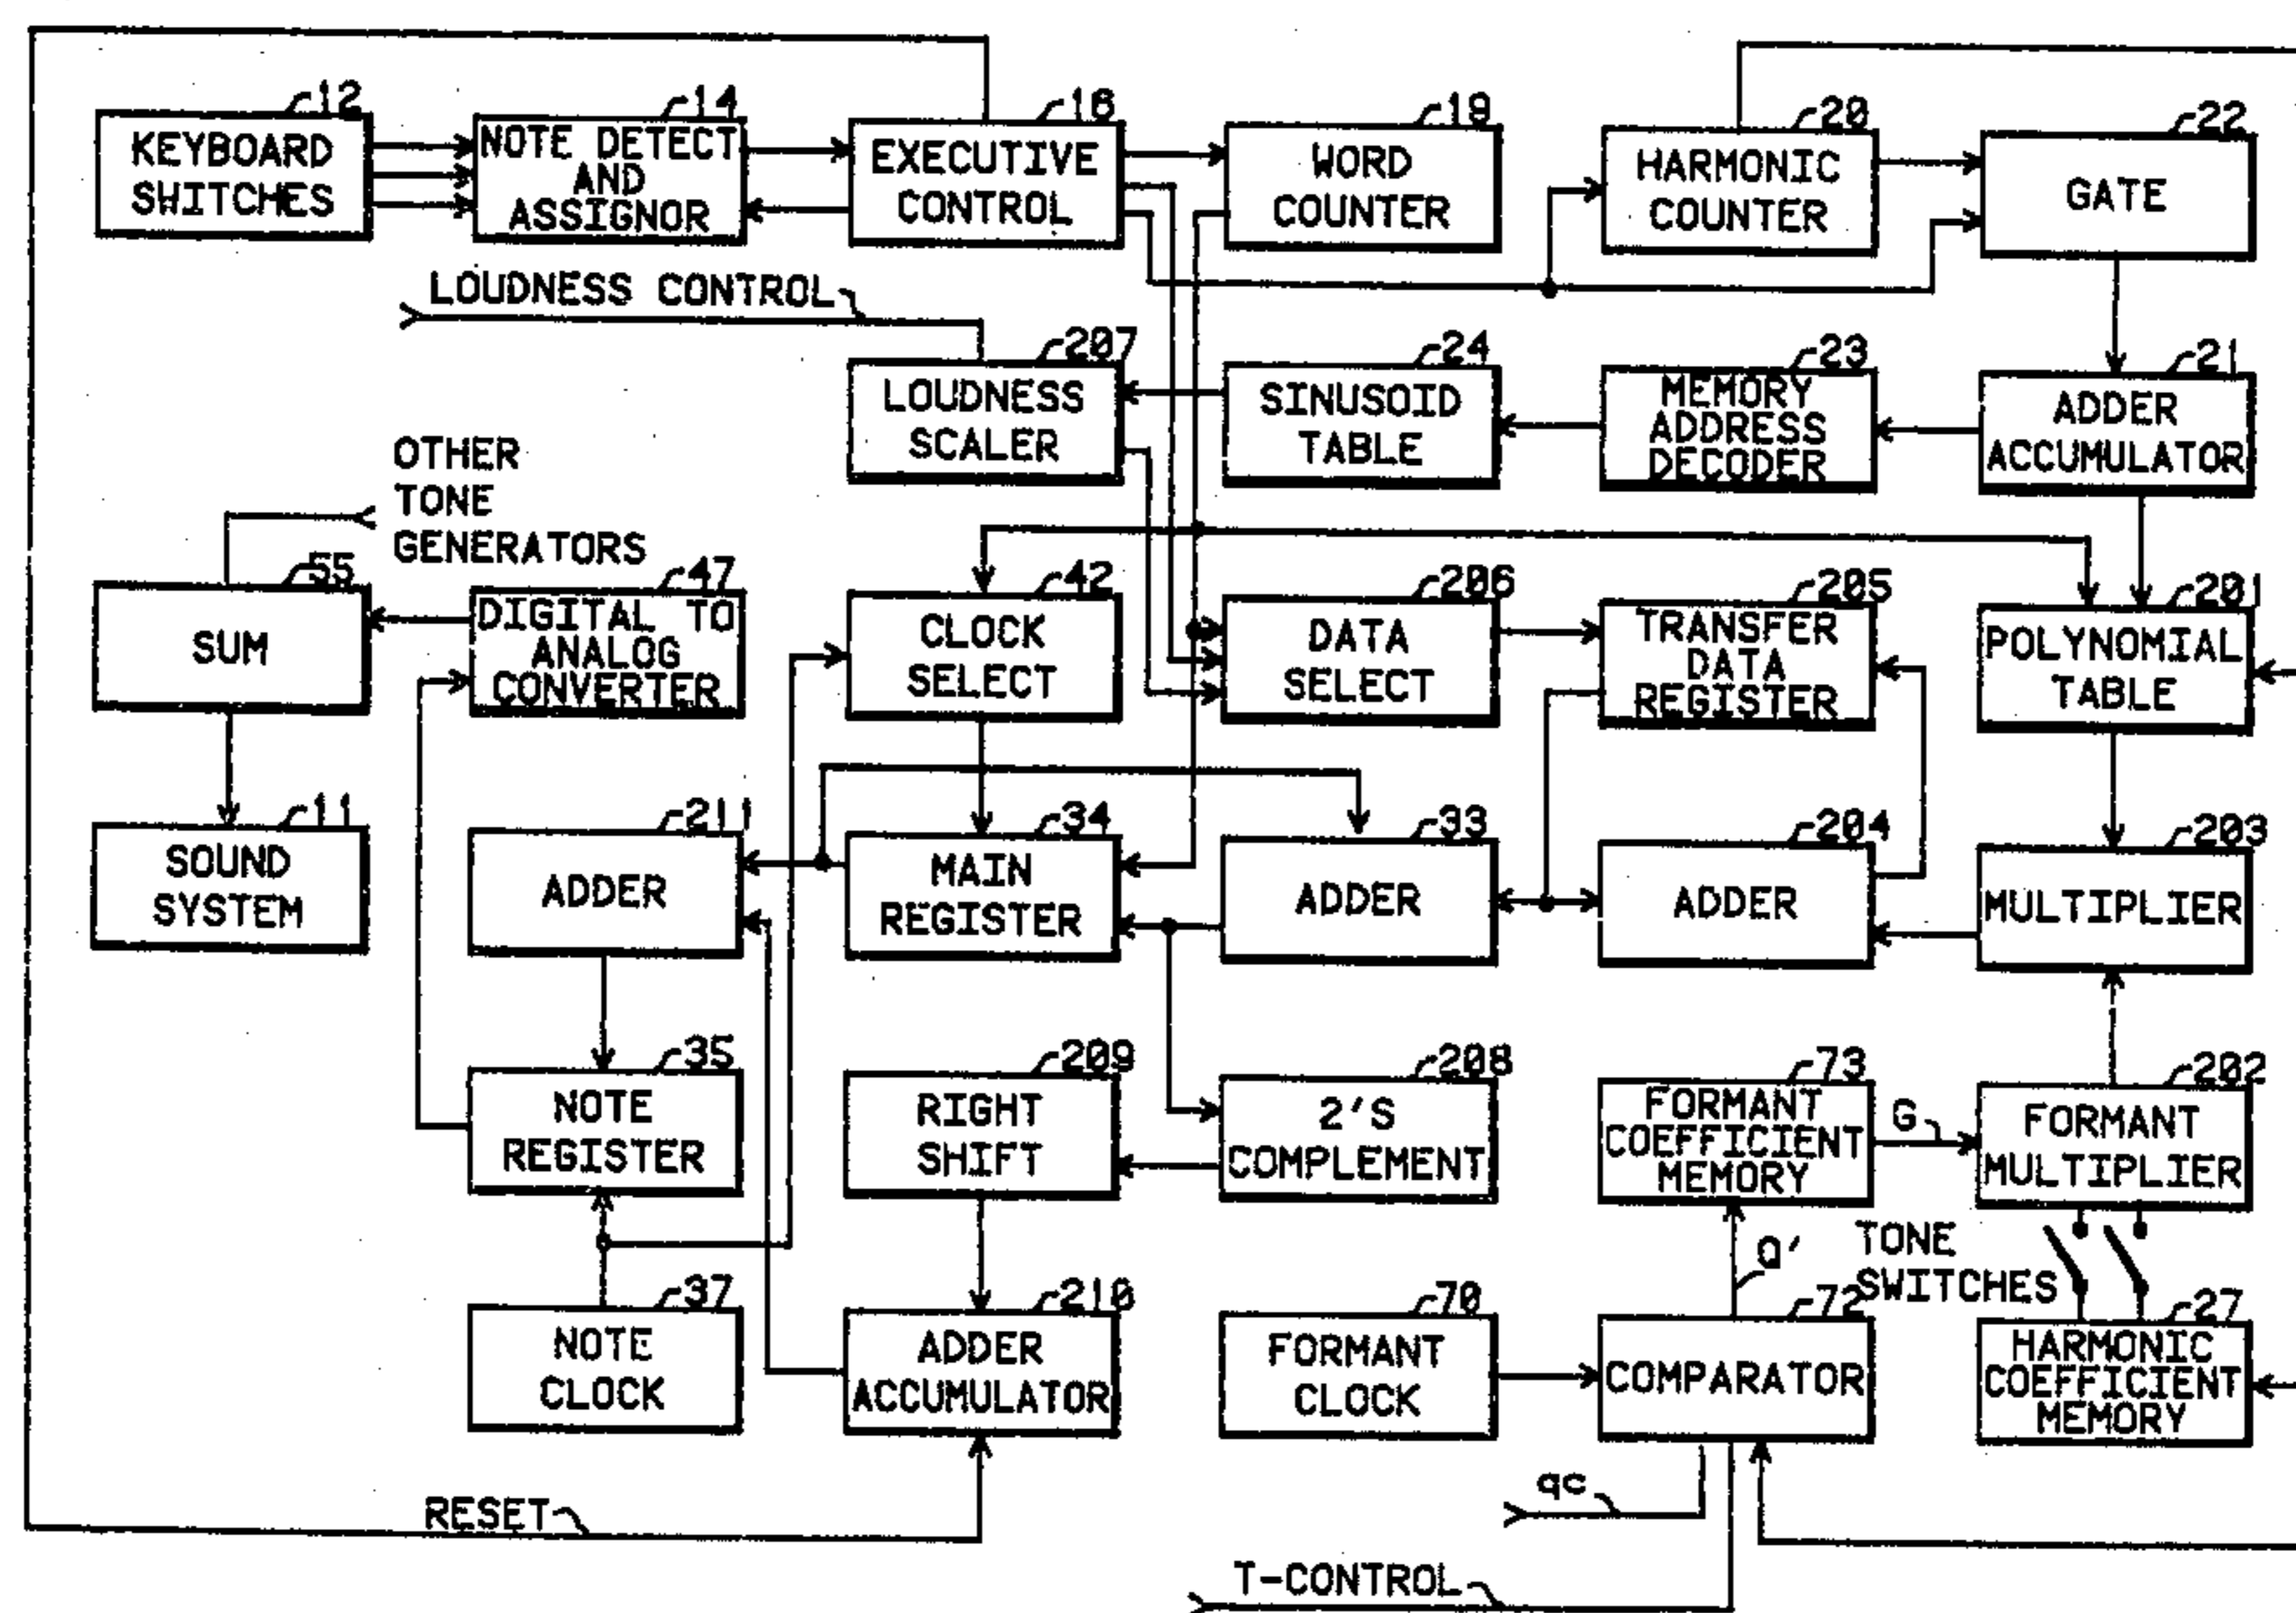 12
14
16
19
20
22
KEYBOARD
SWITCHES
NOTE DETECT
AND
ASSIGNOR
EXECUTIVE
CONTROL
WORD
COUNTER
HARMONIC
COUNTER
GATE
LOUDNESS CONTROL
207
24
23
21
LOUDNESS
SCALER
SINUSOID
TABLE
MEMORY
ADDRESS
DECODER
ADDER
ACCUMULATOR
OTHER
TONE
GENERATORS
55
47
42
206
205
201
SUM
DIGITAL TO
ANALOG
CONVERTER
CLOCK
SELECT
DATA
SELECT
TRANSFER
DATA
REGISTER
POLYNOMIAL
TABLE
11
211
34
33
204
203
SOUND
SYSTEM
ADDER
MAIN
REGISTER
ADDER
ADDER
MULTIPLIER
35
209
208
73
202
NOTE
REGISTER
RIGHT
SHIFT
2'S
COMPLEMENT
FORMANT
COEFFICIENT
MEMORY
G
FORMANT
MULTIPLIER
Q'
TONE
SWITCHES
37
210
70
72
27
NOTE
CLOCK
ADDER
ACCUMULATOR
FORMANT
CLOCK
COMPARATOR
HARMONIC
COEFFICIENT
MEMORY
RESET
qc
T-CONTROL